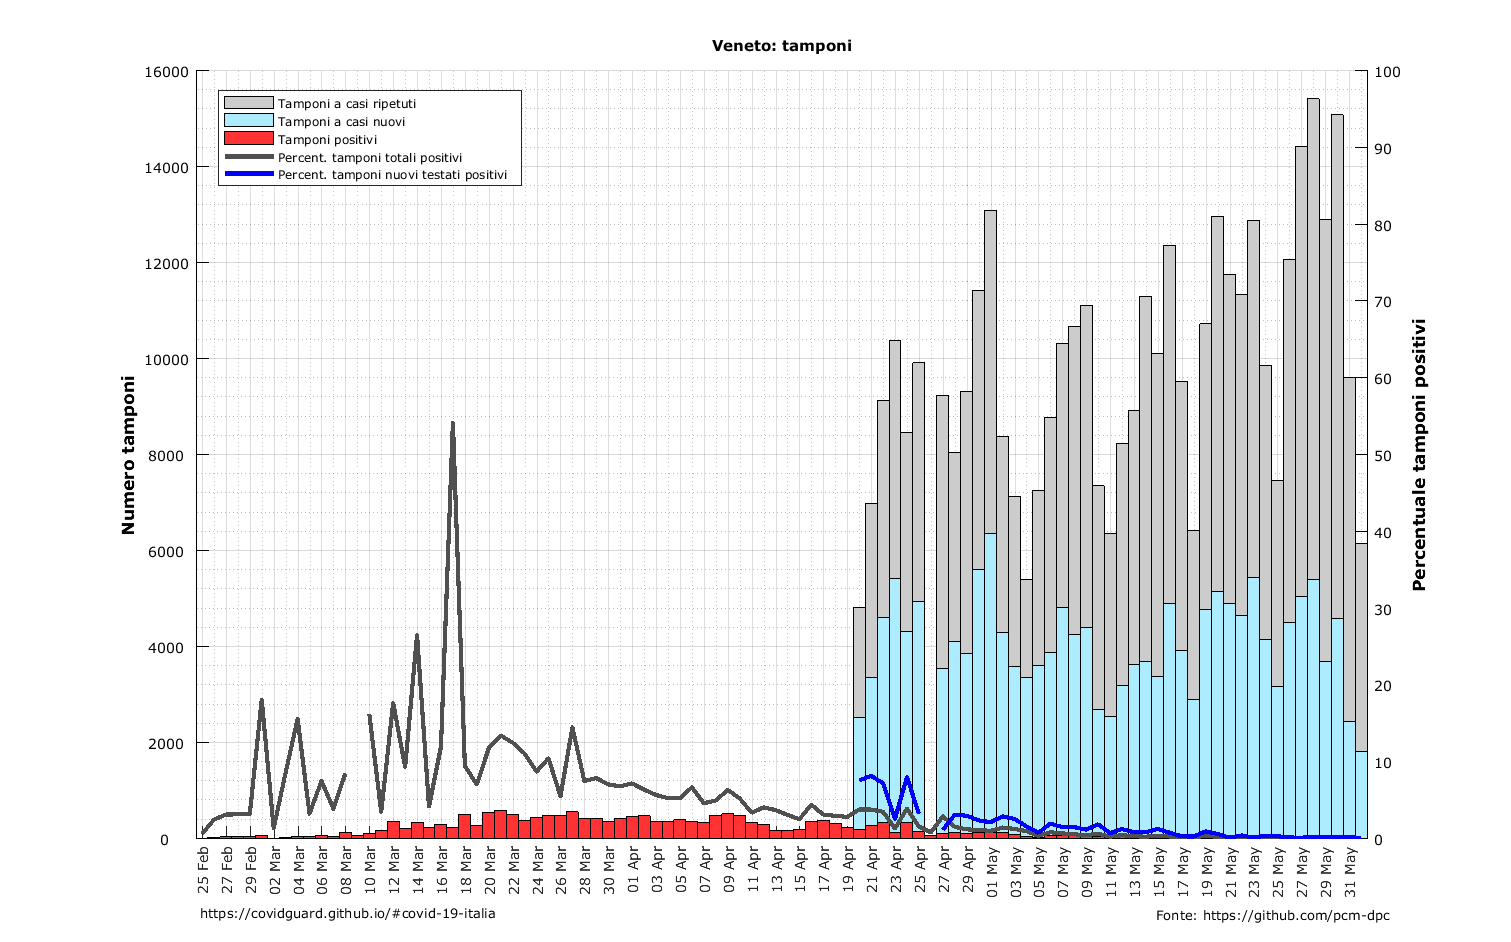 Veneto: tamponi
Tamponi a casi ripetuti
Tamponi a casi nuovi
Tamponi positivi
Percent. tamponi totali positivi
Percent. tamponi nuovi testati positivi
Numero tamponi
16000
14000
12000
10000
8000
6000
4000
2000
0
Percentuale tamponi positivi
100
90
80
70
60
50
40
30
20
10
0
25 Feb
27 Feb
29 Feb
02 Mar
04 Mar
06 Mar
08 Mar
10 Mar
12 Mar
14 Mar
16 Mar
18 Mar
20 Mar
22 Mar
24 Mar
26 Mar
28 Mar
30 Mar
01 Apr
03 Apr
05 Apr
07 Apr
09 Apr
11 Apr
13 Apr
15 Apr
17 Apr
19 Apr
21 Apr
23 Apr
25 Apr
27 Apr
29 Apr
01 May
03 May
05 May
07 May
09 May
11 May
13 May
15 May
17 May
19 May
21 May
23 May
25 May
27 May
29 May
31 May
https://covidguard.github.io/#covid-19-italia
Fonte: https://github.com/pcm-dpc